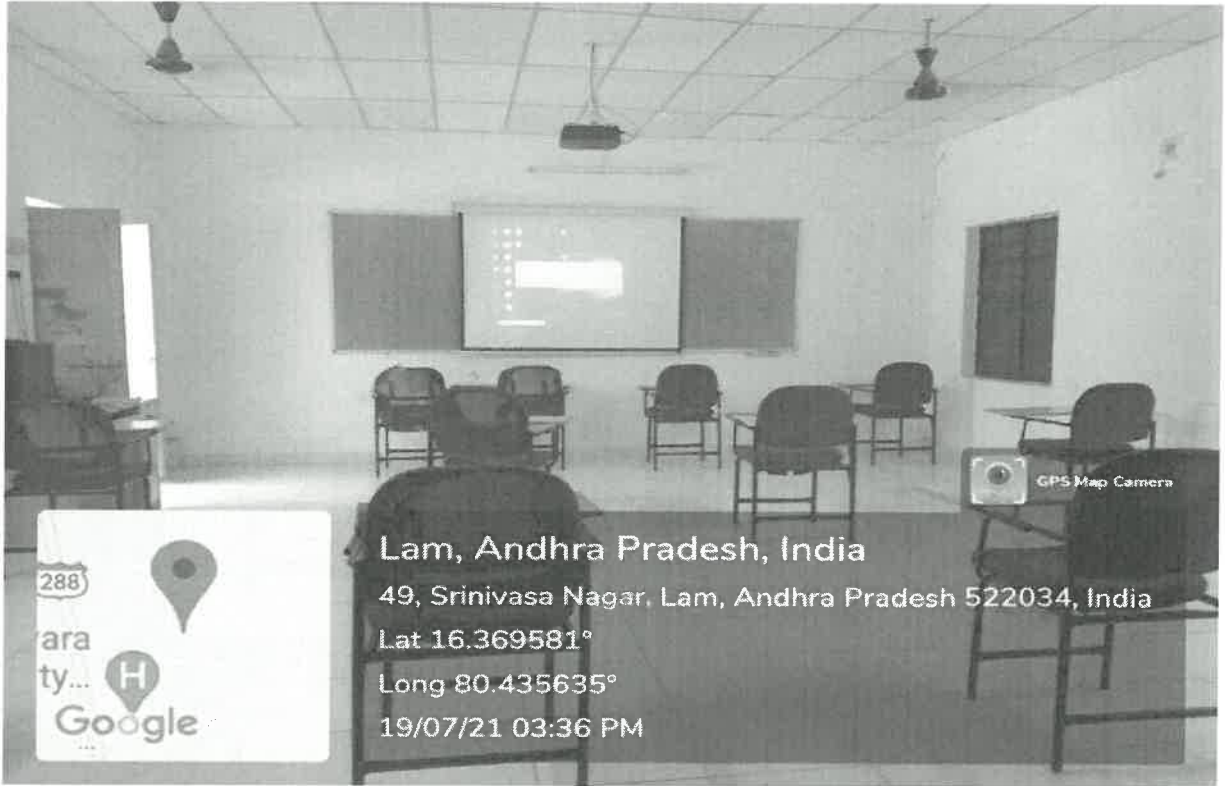 GPS Map Camera
Lam, Andhra Pradesh, India
49, Srinivasa Nagar, Lam, Andhra Pradesh 522034, India
Lat 16.369581°
Long 80.435635°
19/07/21 03:36 PM
288
ara
ty...
H
Google
...